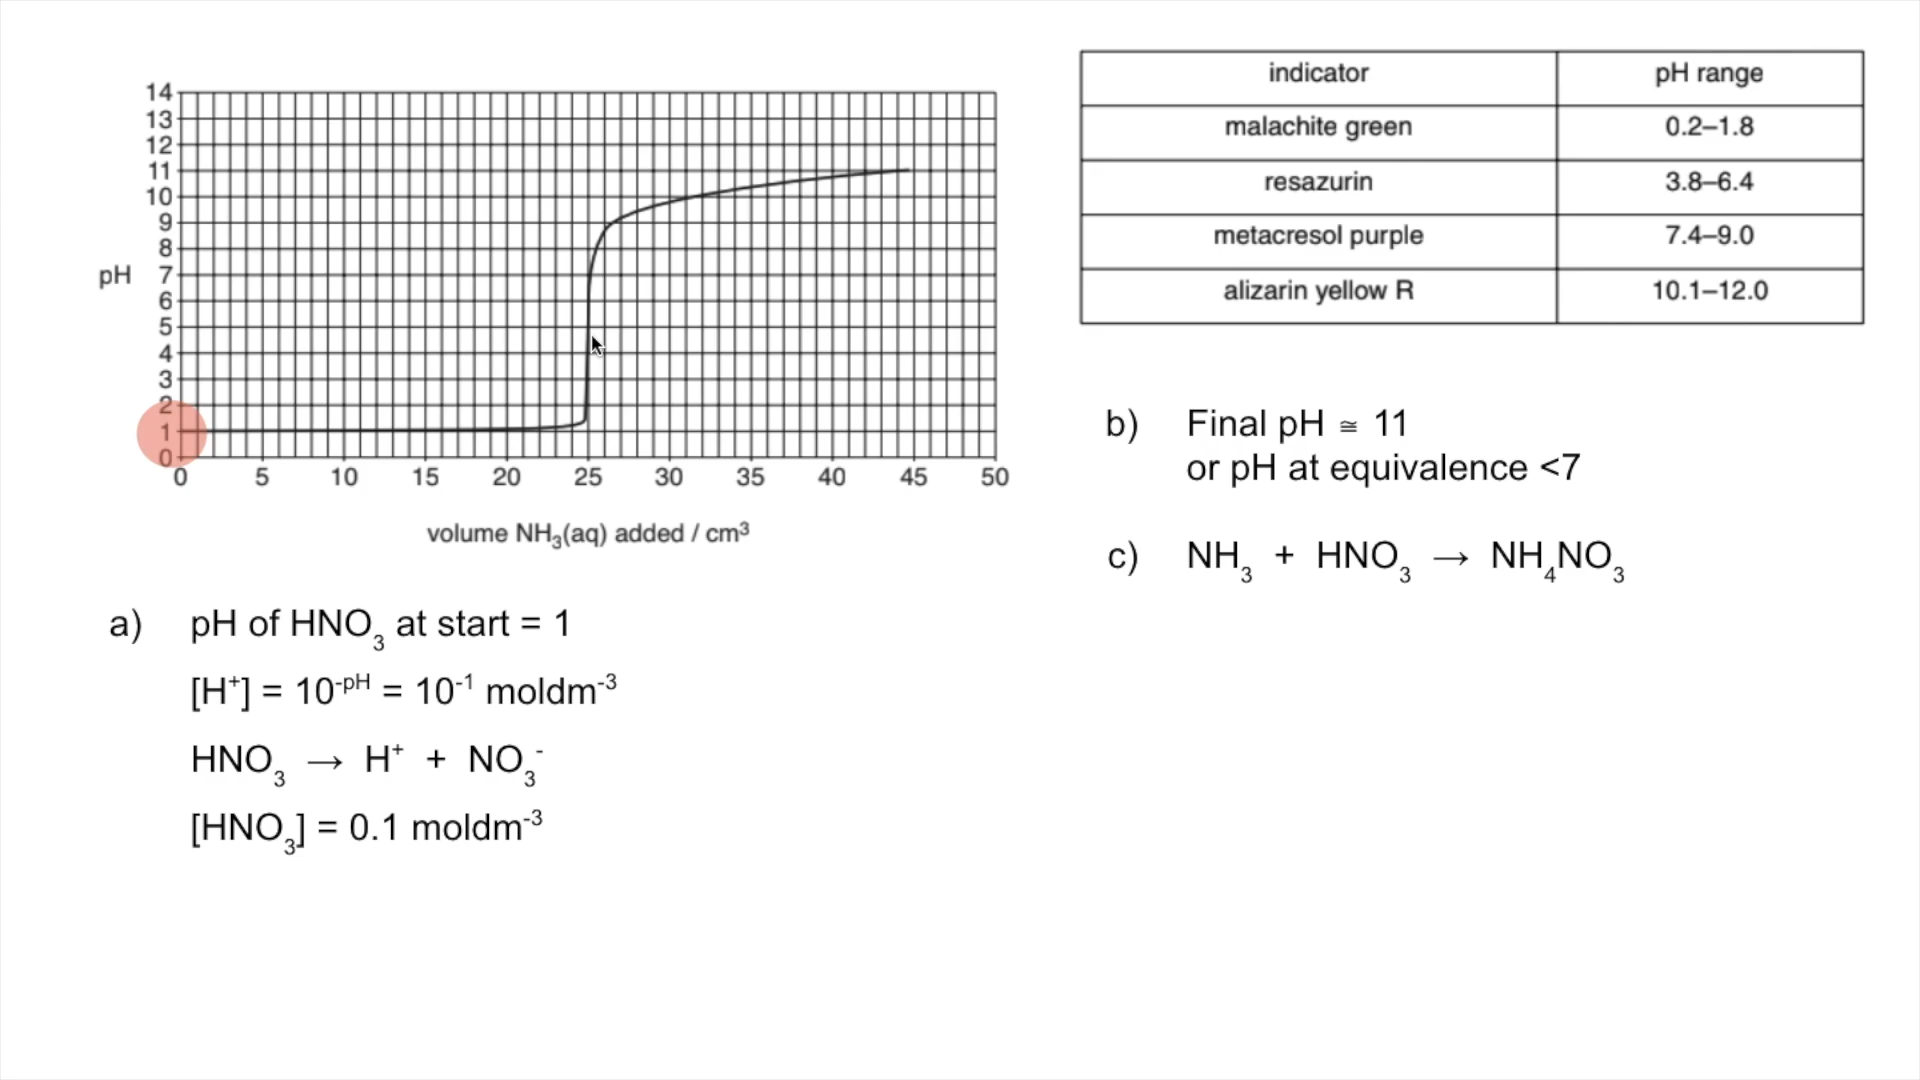 14
13
12
11
10
9
8
pH 7
6
5
4
3
2
1
0
0 5 10 15 20 25 30 35 40 45 50
volume NH₃(aq) added / cm³
indicator pH range
malachite green 0.2–1.8
resazurin 3.8–6.4
metacresol purple 7.4–9.0
alizarin yellow R 10.1–12.0
a) pH of HNO₃ at start = 1
[H⁺] = 10⁻ᵖᴴ = 10⁻¹ moldm⁻³
HNO₃ → H⁺ + NO₃⁻
[HNO₃] = 0.1 moldm⁻³
b) Final pH ≅ 11
or pH at equivalence <7
c) NH₃ + HNO₃ → NH₄NO₃